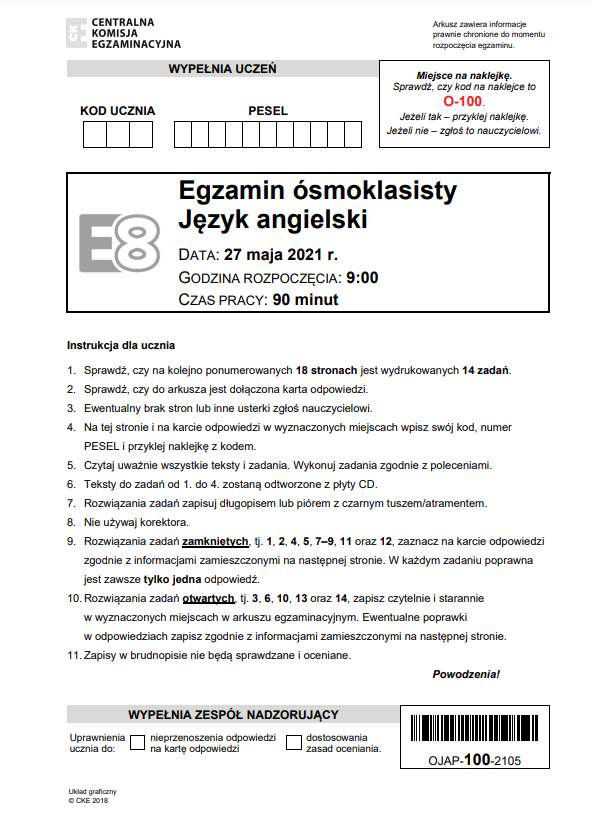 CK
E
CENTRALNA
KOMISJA
EGZAMINACYJNA
Arkusz zawiera informacje
prawnie chronione do momentu
rozpoczęcia egzaminu.
WYPEŁNIA UCZEŃ
KOD UCZNIA
PESEL
Miejsce na naklejkę.
Sprawdź, czy kod na naklejce to
O-100.
Jeżeli tak – przyklej naklejkę.
Jeżeli nie – zgłoś to nauczycielowi.
E8
Egzamin ósmoklasisty
Język angielski
DATA: 27 maja 2021 r.
GODZINA ROZPOCZĘCIA: 9:00
CZAS PRACY: 90 minut
Instrukcja dla ucznia
1. Sprawdź, czy na kolejno ponumerowanych 18 stronach jest wydrukowanych 14 zadań.
2. Sprawdź, czy do arkusza jest dołączona karta odpowiedzi.
3. Ewentualny brak stron lub inne usterki zgłoś nauczycielowi.
4. Na tej stronie i na karcie odpowiedzi w wyznaczonych miejscach wpisz swój kod, numer
PESEL i przyklej naklejkę z kodem.
5. Czytaj uważnie wszystkie teksty i zadania. Wykonuj zadania zgodnie z poleceniami.
6. Teksty do zadań od 1. do 4. zostaną odtworzone z płyty CD.
7. Rozwiązania zadań zapisuj długopisem lub piórem z czarnym tuszem/atramentem.
8. Nie używaj korektora.
9. Rozwiązania zadań zamkniętych, tj. 1, 2, 4, 5, 7–9, 11 oraz 12, zaznacz na karcie odpowiedzi
zgodnie z informacjami zamieszczonymi na następnej stronie. W każdym zadaniu poprawna
jest zawsze tylko jedna odpowiedź.
10. Rozwiązania zadań otwartych, tj. 3, 6, 10, 13 oraz 14, zapisz czytelnie i starannie
w wyznaczonych miejscach w arkuszu egzaminacyjnym. Ewentualne poprawki
w odpowiedziach zapisz zgodnie z informacjami zamieszczonymi na następnej stronie.
11. Zapisy w brudnopisie nie będą sprawdzane i oceniane.
Powodzenia!
WYPEŁNIA ZESPÓŁ NADZORUJĄCY
Uprawnienia
ucznia do:
nieprzenoszenia odpowiedzi
na kartę odpowiedzi
dostosowania
zasad oceniania.
OJAP-100-2105
Układ graficzny
© CKE 2018